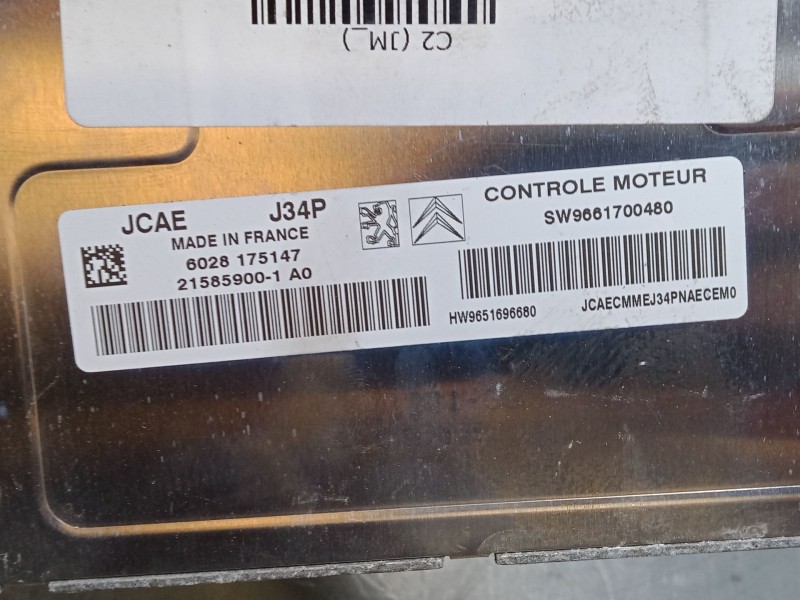 C2 (JM_)
JCAE J34P
MADE IN FRANCE
6028 175147
21585900-1 A0
CONTROLE MOTEUR
SW9661700480
HW9651696680
JCAECMMEJ34PNAECEM0